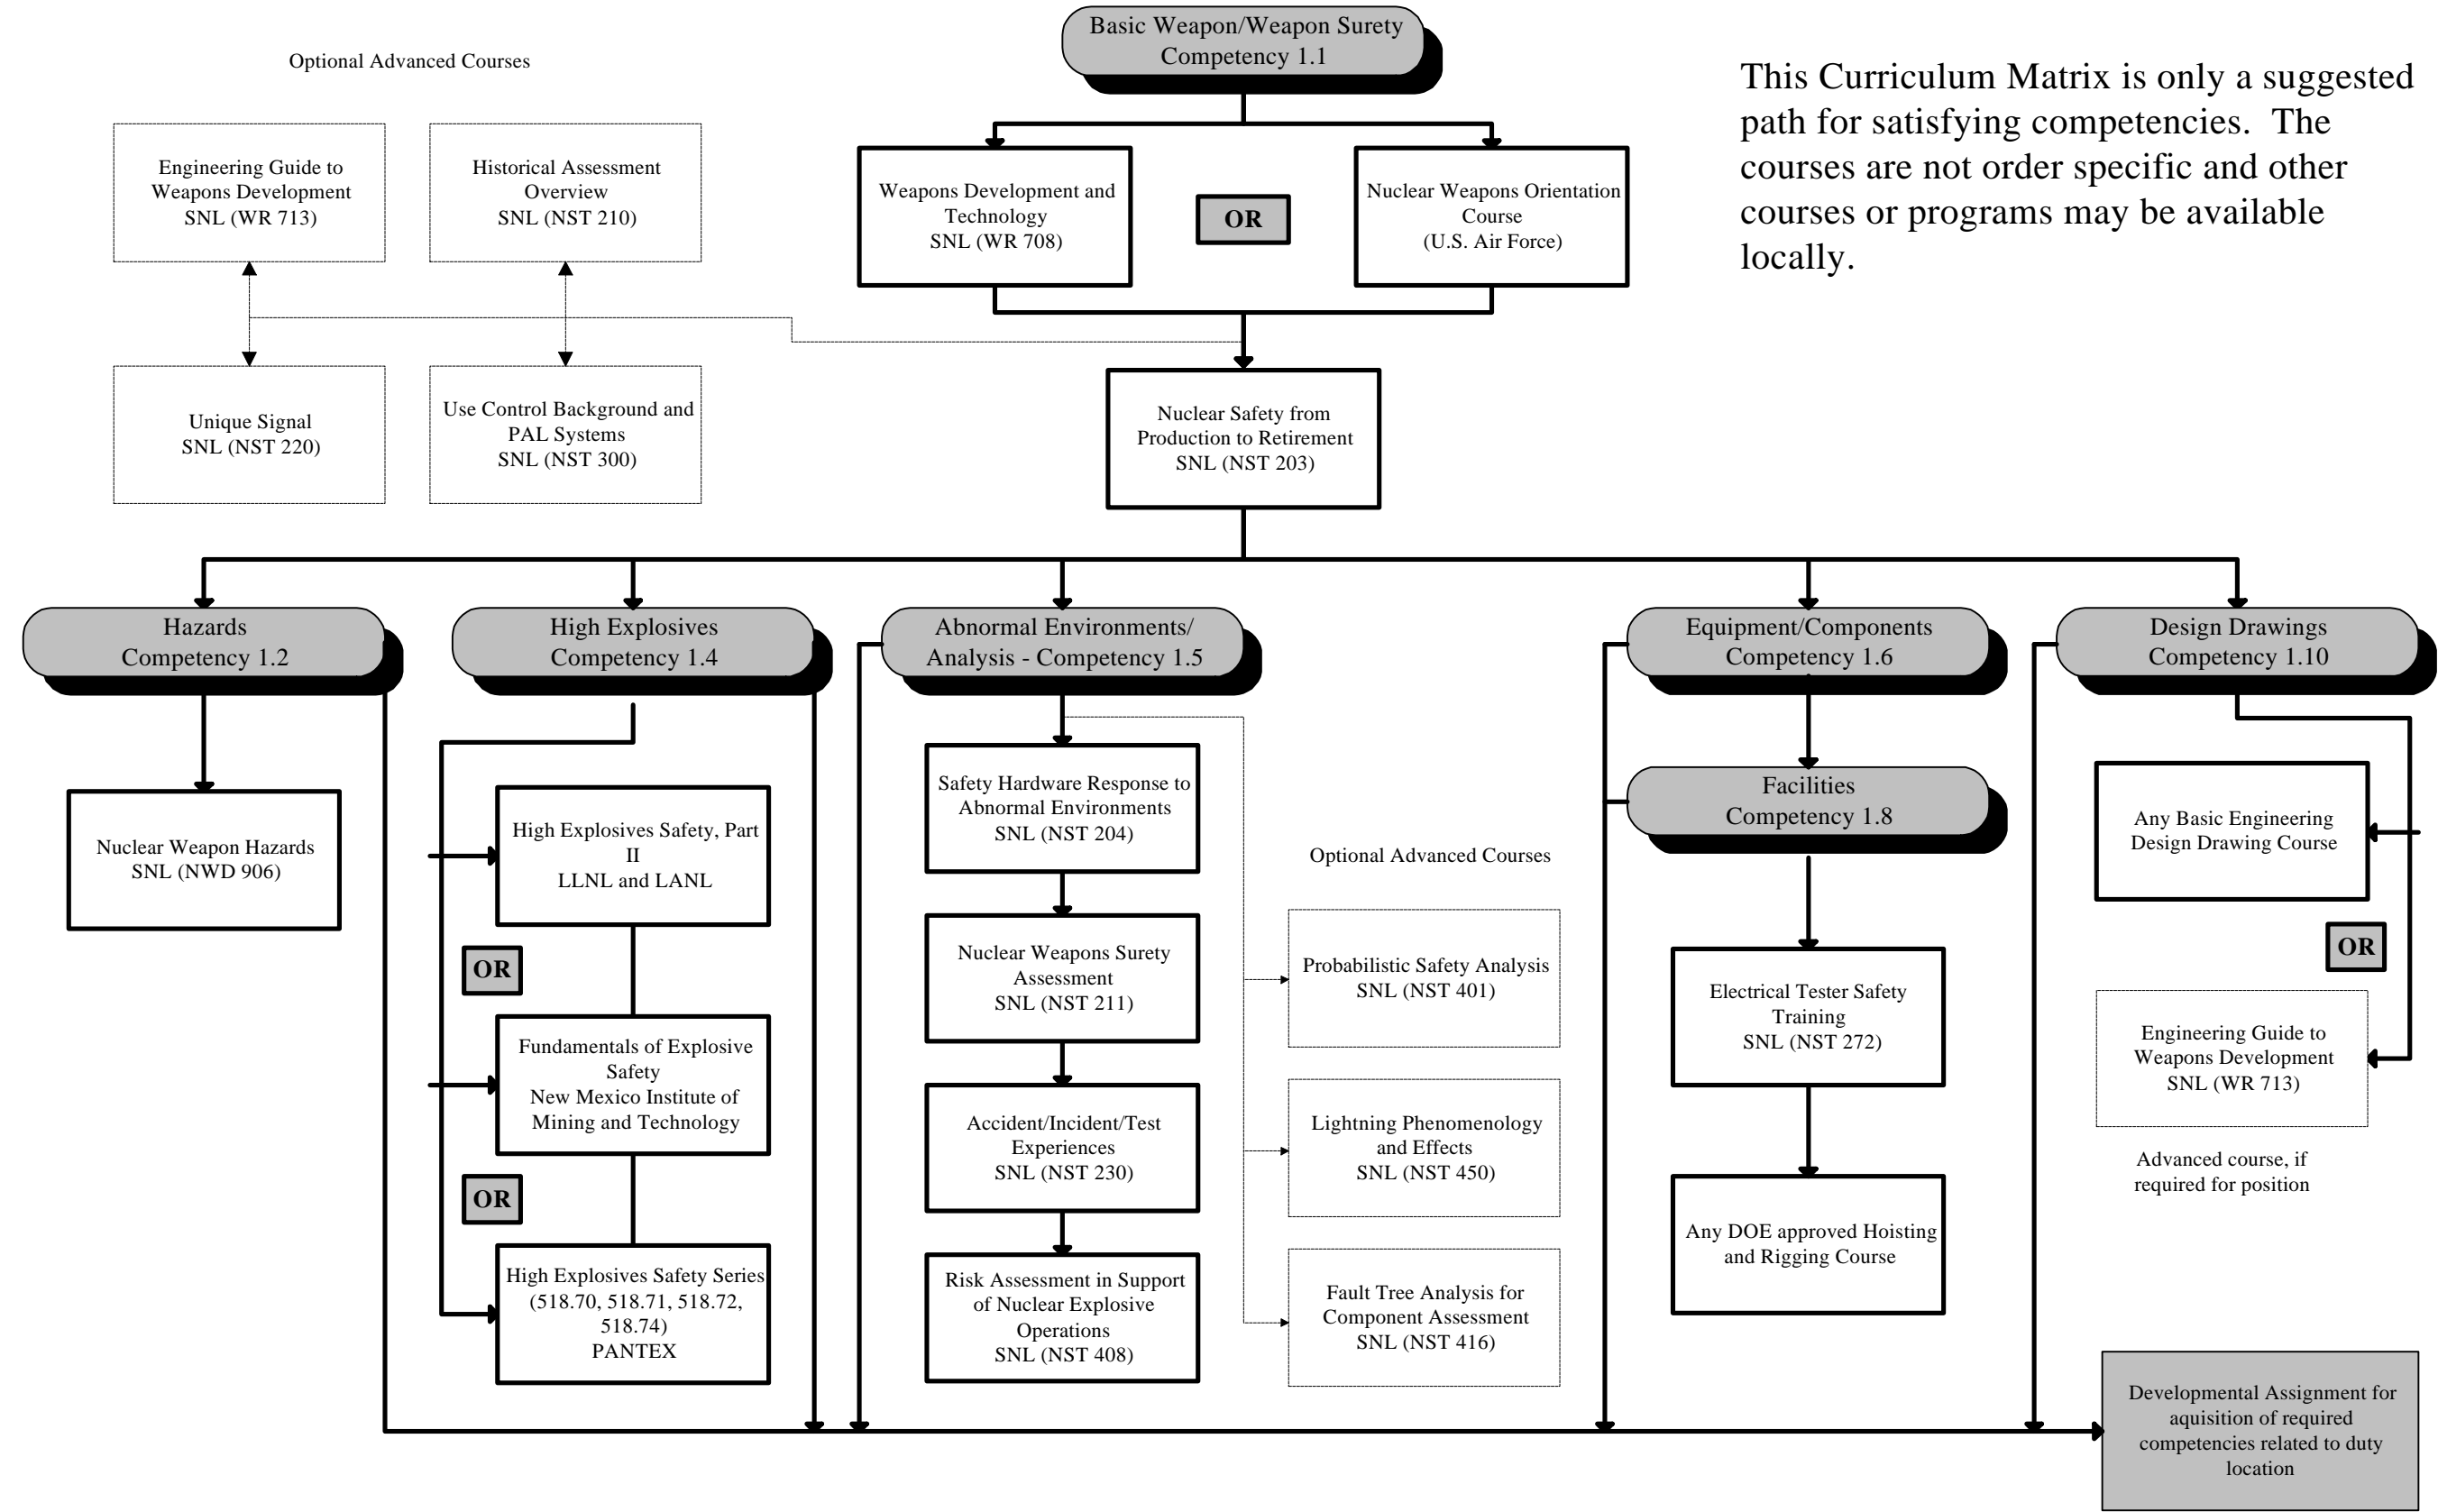 Basic Weapon/Weapon Surety
Competency 1.1
Optional Advanced Courses
This Curriculum Matrix is only a suggested
path for satisfying competencies.  The
courses are not order specific and other
courses or programs may be available
locally.
Engineering Guide to
Weapons Development
SNL (WR 713)
Historical Assessment
Overview
SNL (NST 210)
Weapons Development and
Technology
SNL (WR 708)
OR
Nuclear Weapons Orientation
Course
(U.S. Air Force)
Unique Signal
SNL (NST 220)
Use Control Background and
PAL Systems
SNL (NST 300)
Nuclear Safety from
Production to Retirement
SNL (NST 203)
Hazards
Competency 1.2
High Explosives
Competency 1.4
Abnormal Environments/
Analysis - Competency 1.5
Equipment/Components
Competency 1.6
Design Drawings
Competency 1.10
Nuclear Weapon Hazards
SNL (NWD 906)
High Explosives Safety, Part
II
LLNL and LANL
OR
Fundamentals of Explosive
Safety
New Mexico Institute of
Mining and Technology
OR
High Explosives Safety Series
(518.70, 518.71, 518.72,
518.74)
PANTEX
Safety Hardware Response to
Abnormal Environments
SNL (NST 204)
Nuclear Weapons Surety
Assessment
SNL (NST 211)
Accident/Incident/Test
Experiences
SNL (NST 230)
Risk Assessment in Support
of Nuclear Explosive
Operations
SNL (NST 408)
Optional Advanced Courses
Probabilistic Safety Analysis
SNL (NST 401)
Lightning Phenomenology
and Effects
SNL (NST 450)
Fault Tree Analysis for
Component Assessment
SNL (NST 416)
Facilities
Competency 1.8
Electrical Tester Safety
Training
SNL (NST 272)
Any DOE approved Hoisting
and Rigging Course
Any Basic Engineering
Design Drawing Course
OR
Engineering Guide to
Weapons Development
SNL (WR 713)
Advanced course, if
required for position
Developmental Assignment for
aquisition of required
competencies related to duty
location